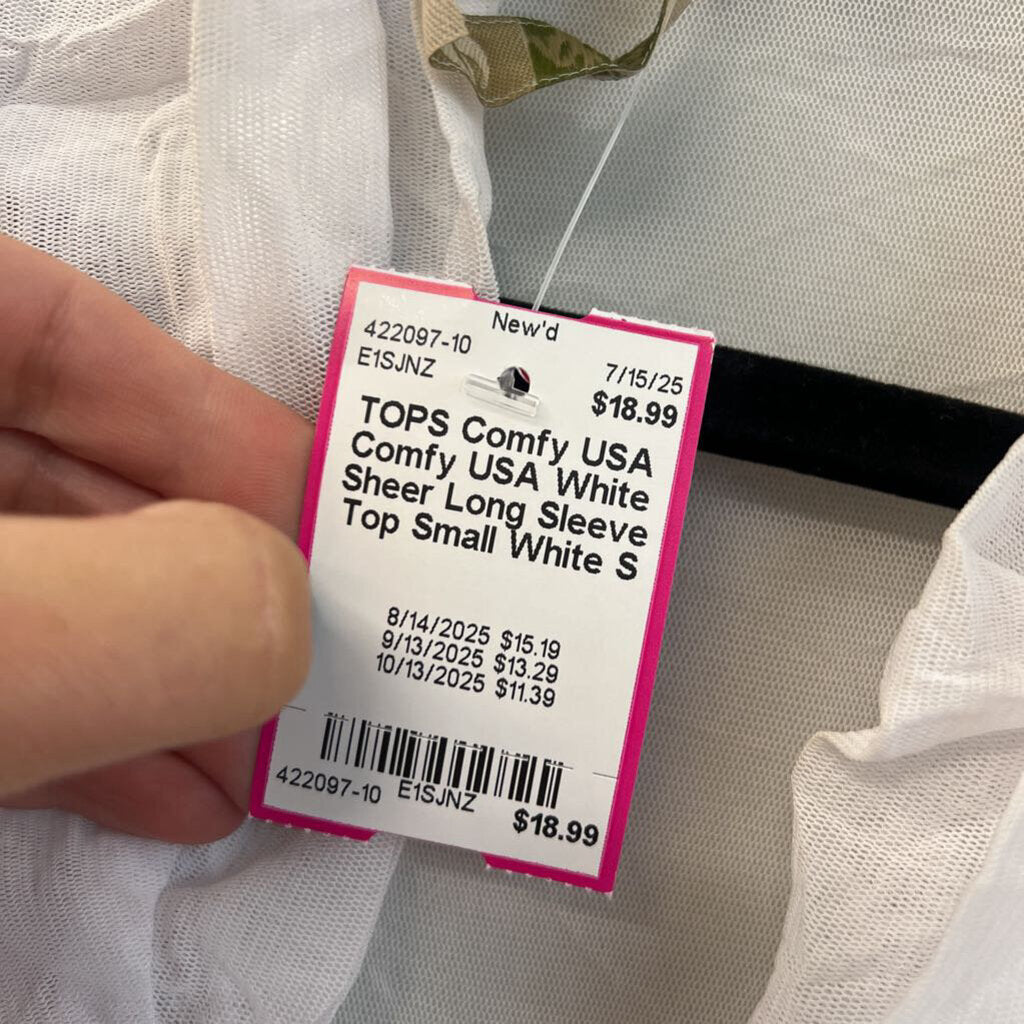 New'd
422097-10
E1SJNZ
7/15/25
$18.99
TOPS Comfy USA
Comfy USA White
Sheer Long Sleeve
Top Small White S
8/14/2025 $15.19
9/13/2025 $13.29
10/13/2025 $11.39
422097-10 E1SJNZ
$18.99